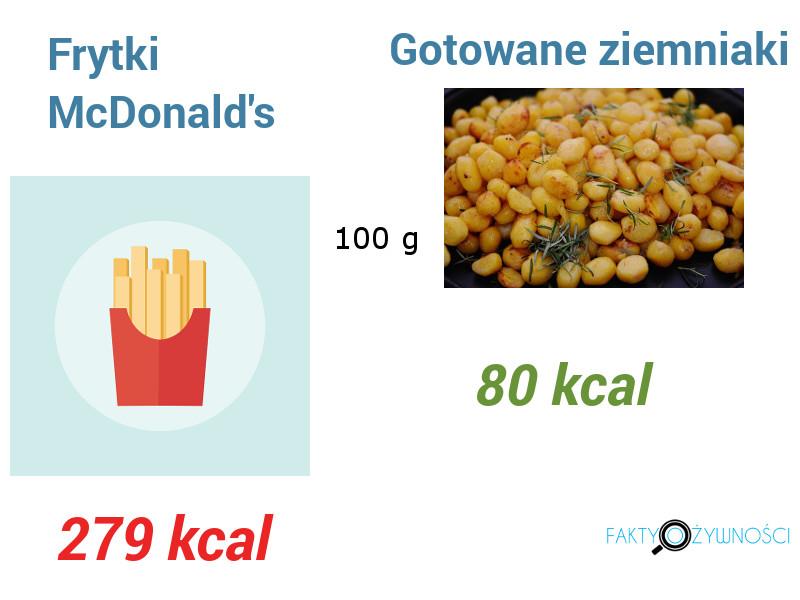 Frytki
McDonald's
Gotowane ziemniaki
100 g
80 kcal
279 kcal
FAKTY O ŻYWNOŚCI